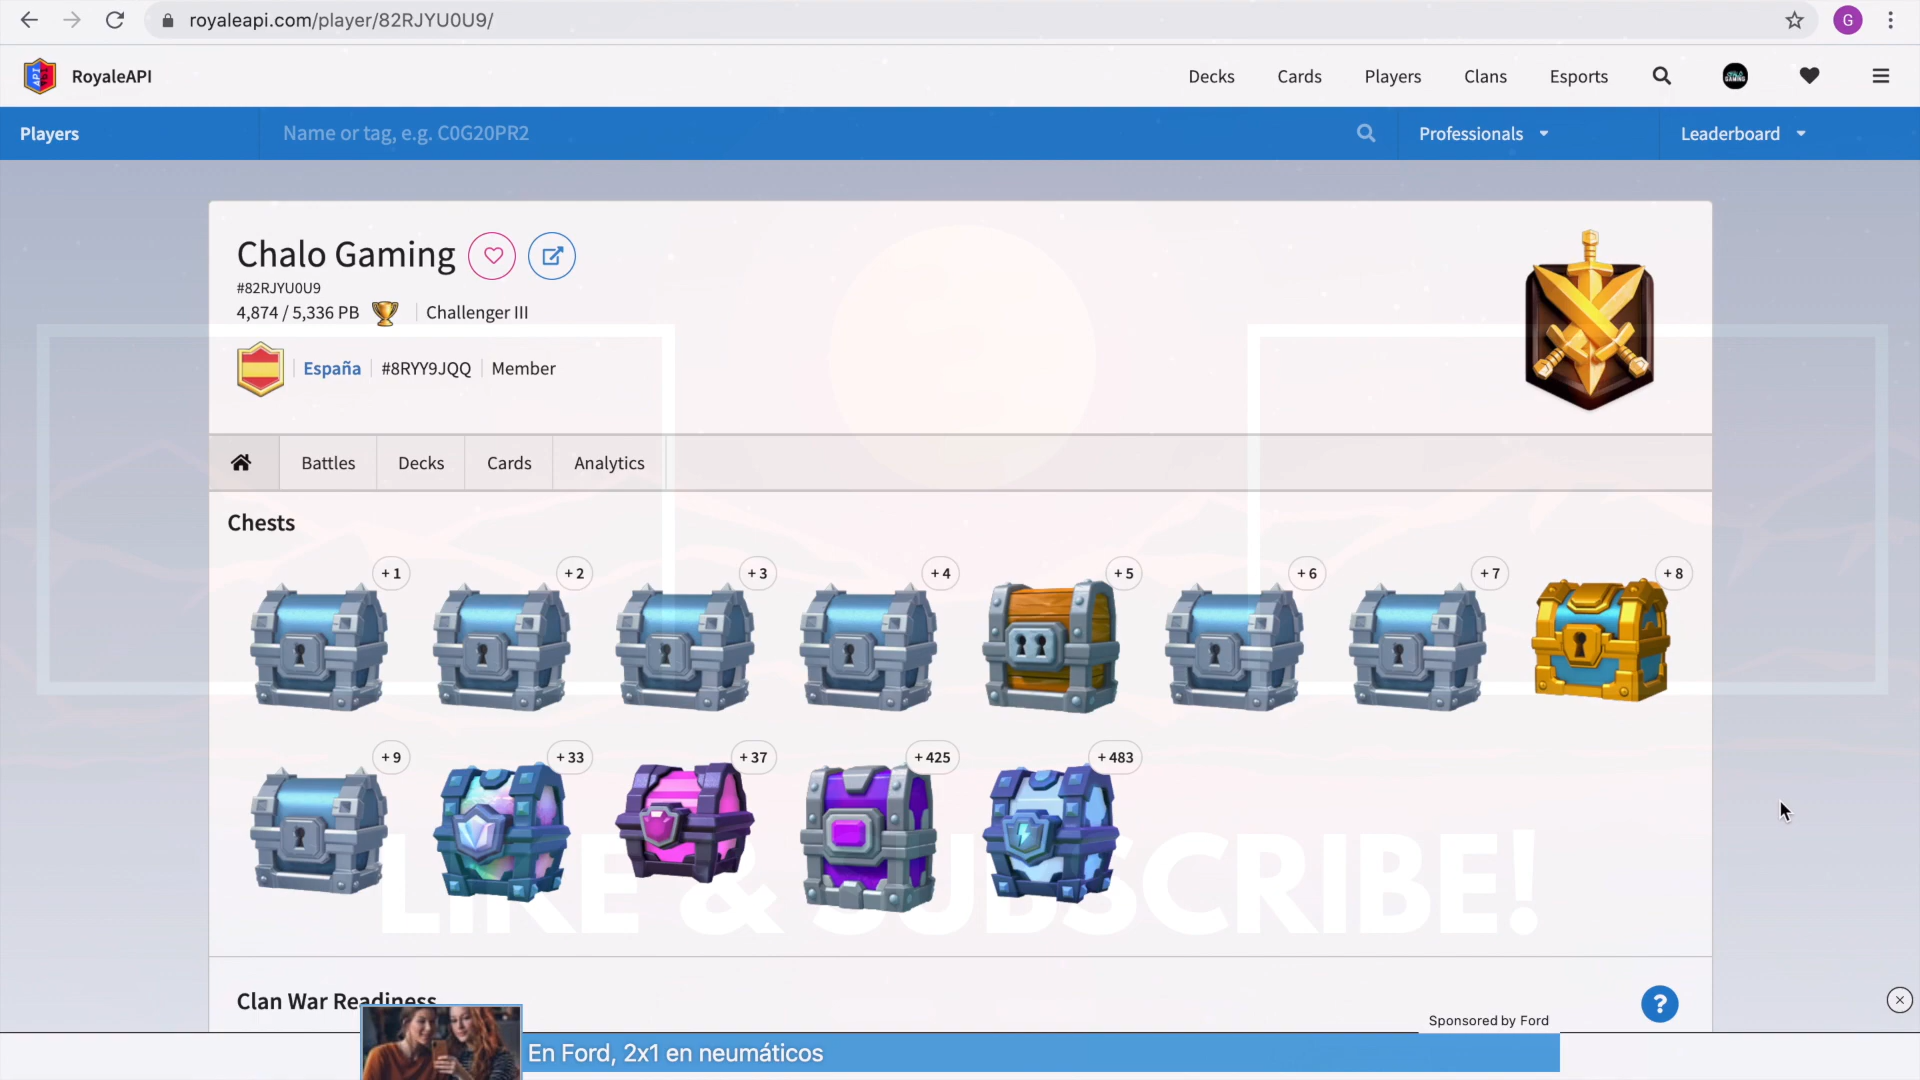 royaleapi.com/player/82RJYU0U9/
G
RoyaleAPI
Decks
Cards
Players
Clans
Esports
Players
Name or tag, e.g. C0G20PR2
Professionals
Leaderboard
Chalo Gaming
#82RJYU0U9
4,874 / 5,336 PB
Challenger III
España
#8RYY9JQQ
Member
Battles
Decks
Cards
Analytics
Chests
+1
+2
+3
+4
+5
+6
+7
+8
+9
+33
+37
+425
+483
LIKE & SUBSCRIBE!
Clan War Readiness
?
Sponsored by Ford
En Ford, 2x1 en neumáticos